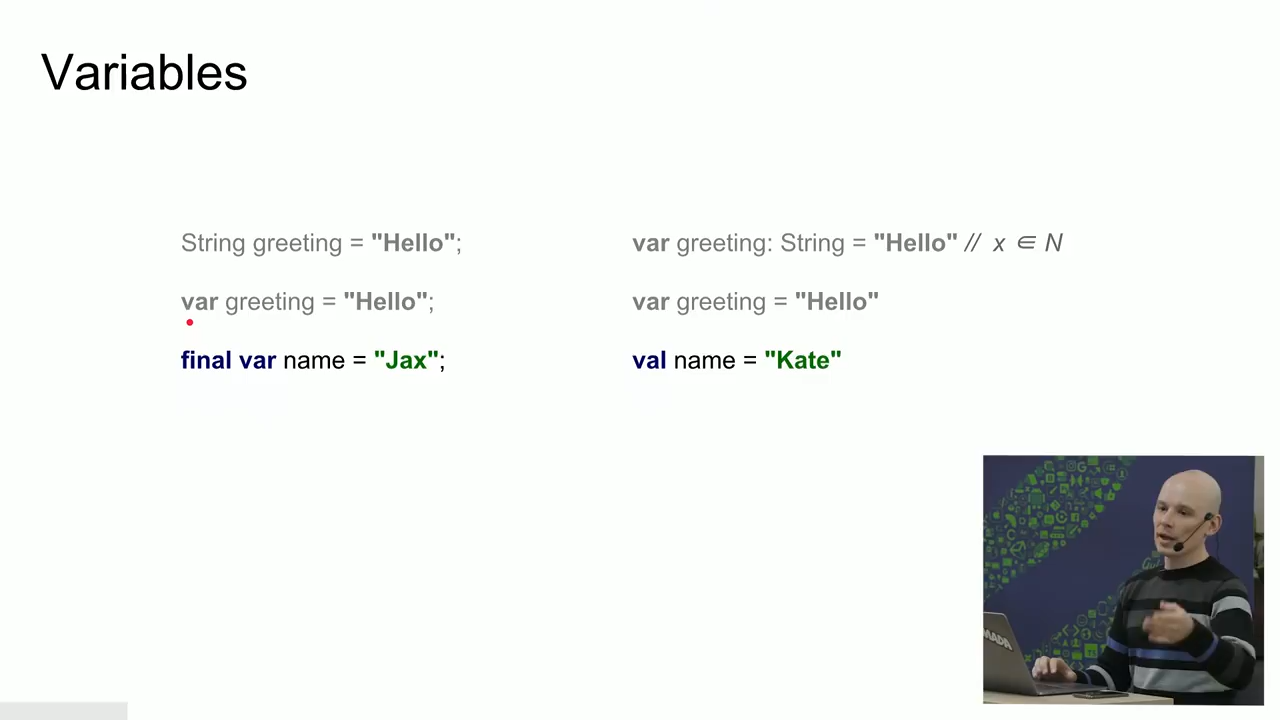 Variables
String greeting = "Hello";
var greeting: String = "Hello" // x ∈ N
var greeting = "Hello";
var greeting = "Hello"
final var name = "Jax";
val name = "Kate"